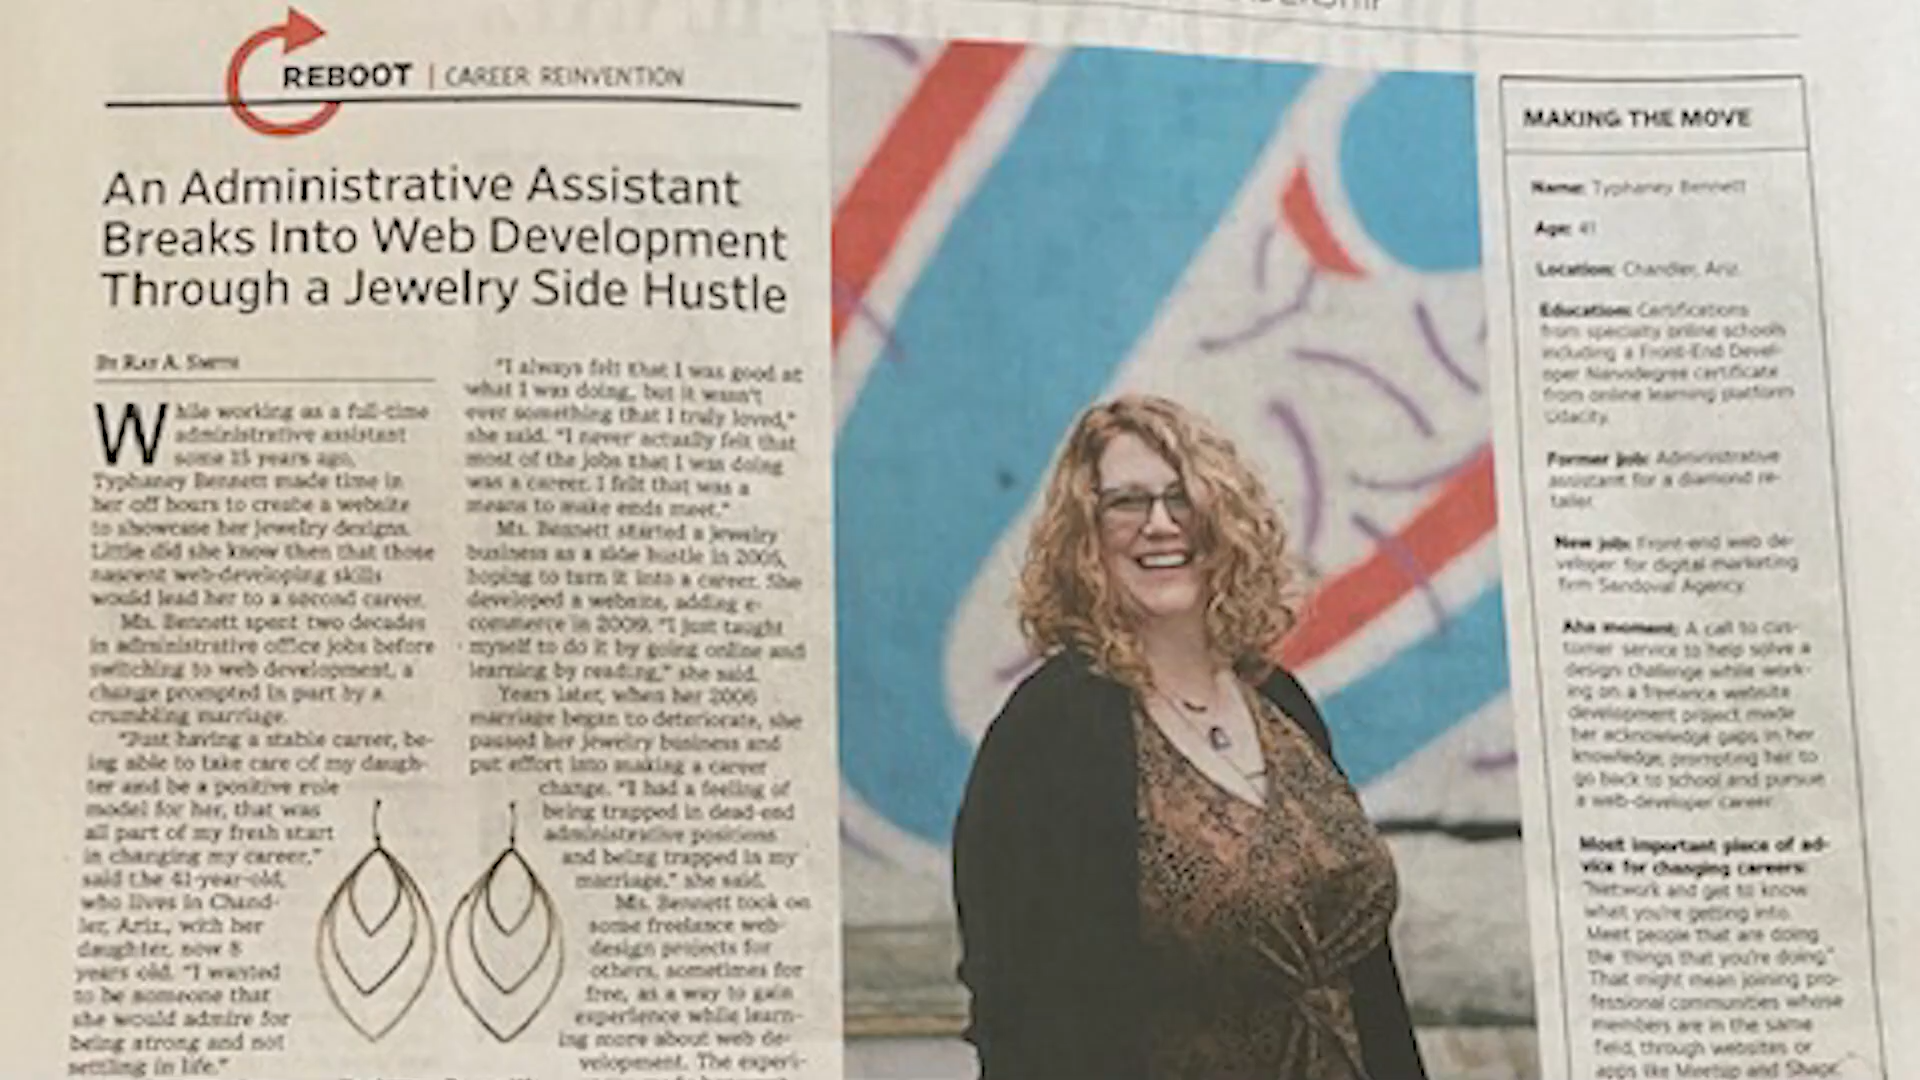 REBOOT | CAREER REINVENTION
An Administrative Assistant
Breaks Into Web Development
Through a Jewelry Side Hustle
BY RAY A. SMITH
While working as a full-time
administrative assistant
some 15 years ago,
Typhaney Bennett made time in
her off hours to create a website
to showcase her jewelry designs.
Little did she know then that those
nascent web-developing skills
would lead her to a second career.
Ms. Bennett spent two decades
in administrative office jobs before
switching to web development, a
change prompted in part by a
crumbling marriage.
"Just having a stable career, be-
ing able to take care of my daugh-
ter and be a positive role
model for her, that was
all part of my fresh start
in changing my career,"
said the 41-year-old,
who lives in Chand-
ler, Ariz., with her
daughter, now 8
years old. "I wanted
to be someone that
she would admire for
being strong and not
settling in life."
"I always felt that I was good at
what I was doing, but it wasn't
ever something that I truly loved,"
she said. "I never actually felt that
most of the jobs that I was doing
was a career. I felt that was a
means to make ends meet."
Ms. Bennett started a jewelry
business as a side hustle in 2005,
hoping to turn it into a career. She
developed a website, adding e-
commerce in 2009. "I just taught
myself to do it by going online and
learning by reading," she said.
Years later, when her 2006
marriage began to deteriorate, she
paused her jewelry business and
put effort into making a career
change. "I had a feeling of
being trapped in dead-end
administrative positions
and being trapped in my
marriage," she said.
Ms. Bennett took on
some freelance web-
design projects for
others, sometimes for
free, as a way to gain
experience while learn-
ing more about web de-
velopment. The experi-
MAKING THE MOVE
Name: Typhaney Bennett
Age: 41
Location: Chandler, Ariz.
Education: Certifications
from specialty online schools
including a Front-End Devel-
oper Nanodegree certificate
from online learning platform
Udacity.
Former job: Administrative
assistant for a diamond re-
tailer
New job: Front-end web de-
veloper for digital marketing
firm Sandoval Agency
Aha moment: A call to cus-
tomer service to help solve a
design challenge while work-
ing on a freelance website
development project made
her acknowledge gaps in her
knowledge, prompting her to
go back to school and pursue
a web-developer career.
Most important piece of ad-
vice for changing careers:
"Network and get to know
what you're getting into.
Meet people that are doing
the things that you're doing."
That might mean joining pro-
fessional communities whose
members are in the same
field, through websites or
apps like Meetup and Shapr.